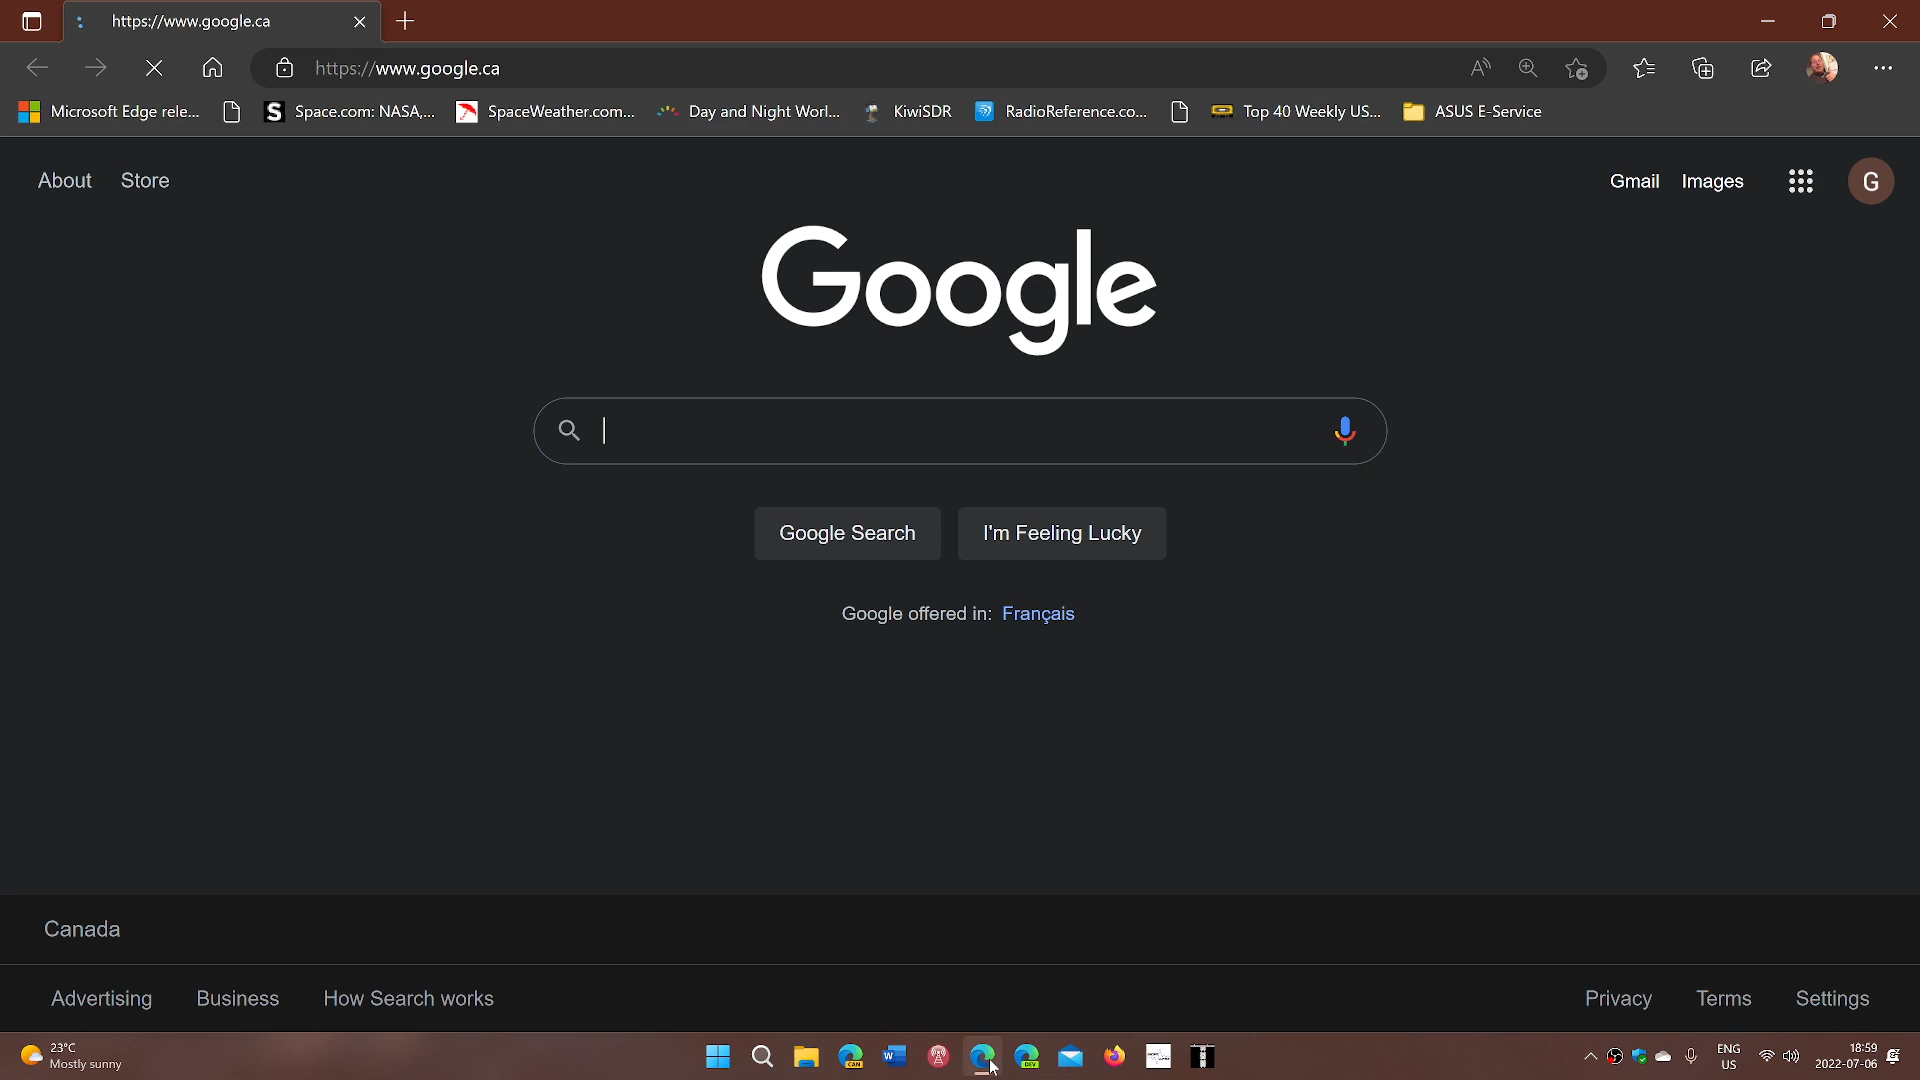 https://www.google.ca
https://www.google.ca
Microsoft Edge rele... Space.com: NASA,... SpaceWeather.com... Day and Night Worl... KiwiSDR RadioReference.co... Top 40 Weekly US... ASUS E-Service
About Store Gmail Images G
Google
Google Search I'm Feeling Lucky
Google offered in: Français
Canada
Advertising Business How Search works Privacy Terms Settings
23°C ENG 18:59
Mostly sunny US 2022-07-06